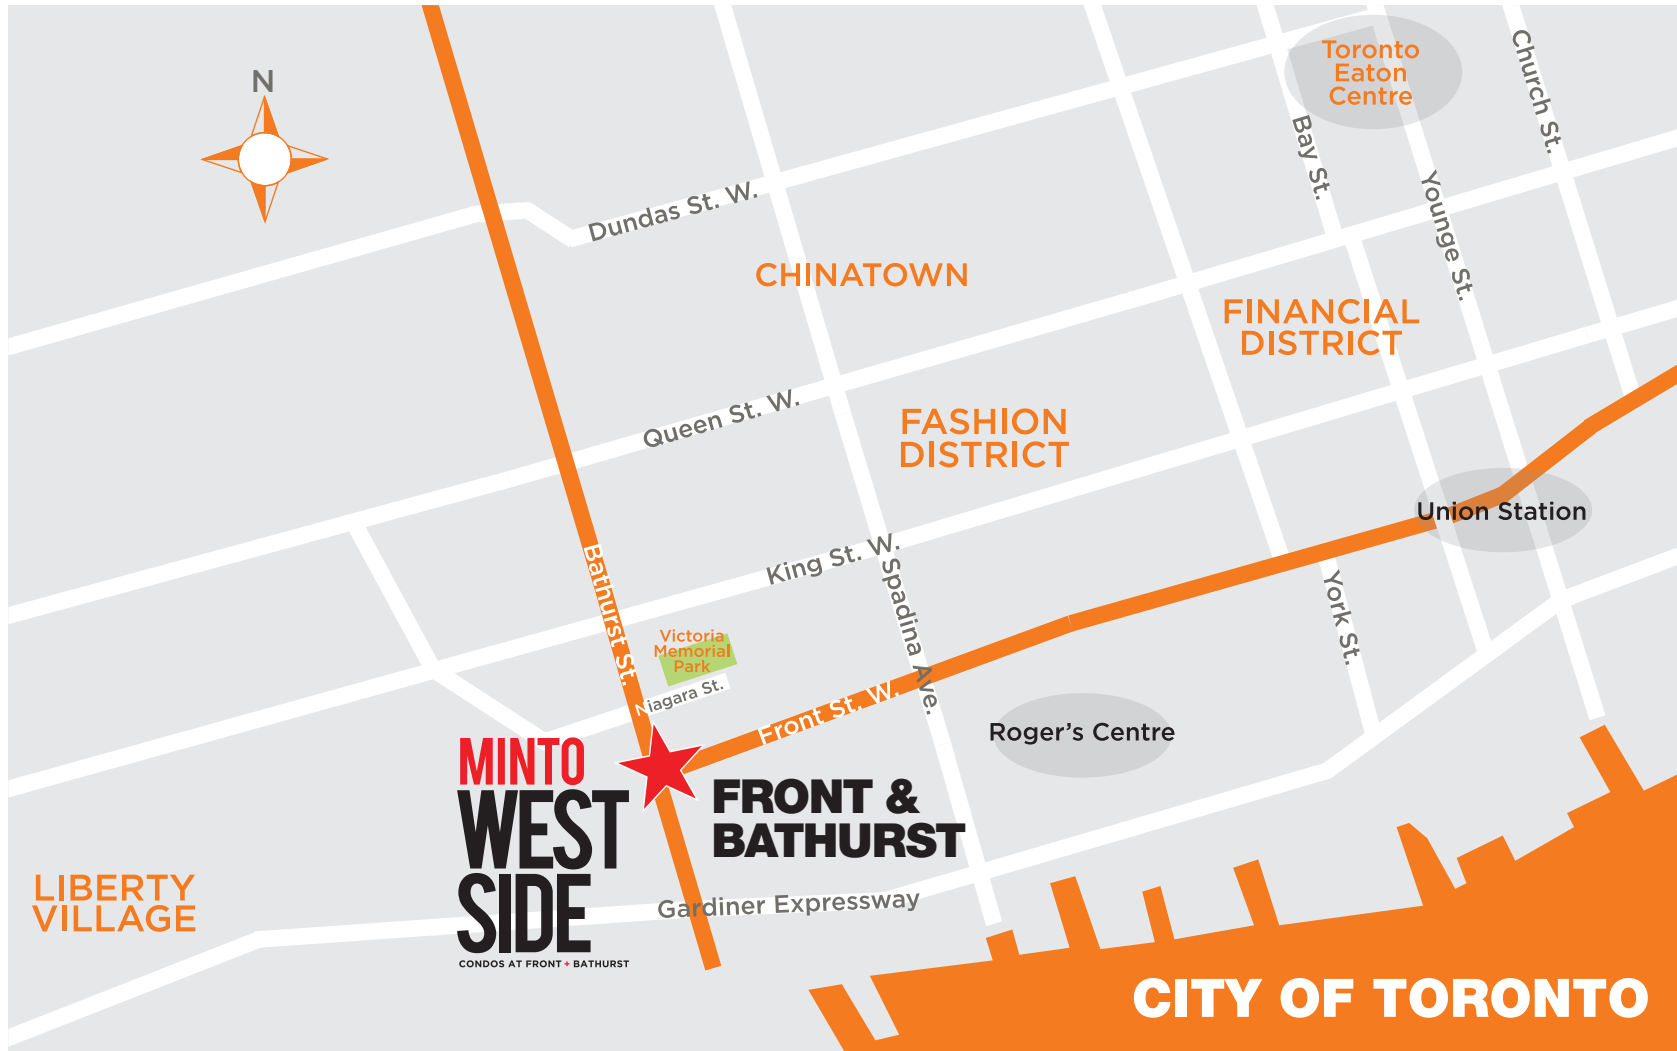 N
Toronto
Eaton
Centre
Church St.
Bay St.
Younge St.
Dundas St. W.
CHINATOWN
FINANCIAL
DISTRICT
Queen St. W.
FASHION
DISTRICT
Union Station
King St. W.
Bathurst St.
Spadina Ave.
York St.
Victoria
Memorial
Park
Niagara St.
Front St. W.
Roger's Centre
MINTO
WEST
SIDE
CONDOS AT FRONT + BATHURST
FRONT &
BATHURST
LIBERTY
VILLAGE
Gardiner Expressway
CITY OF TORONTO